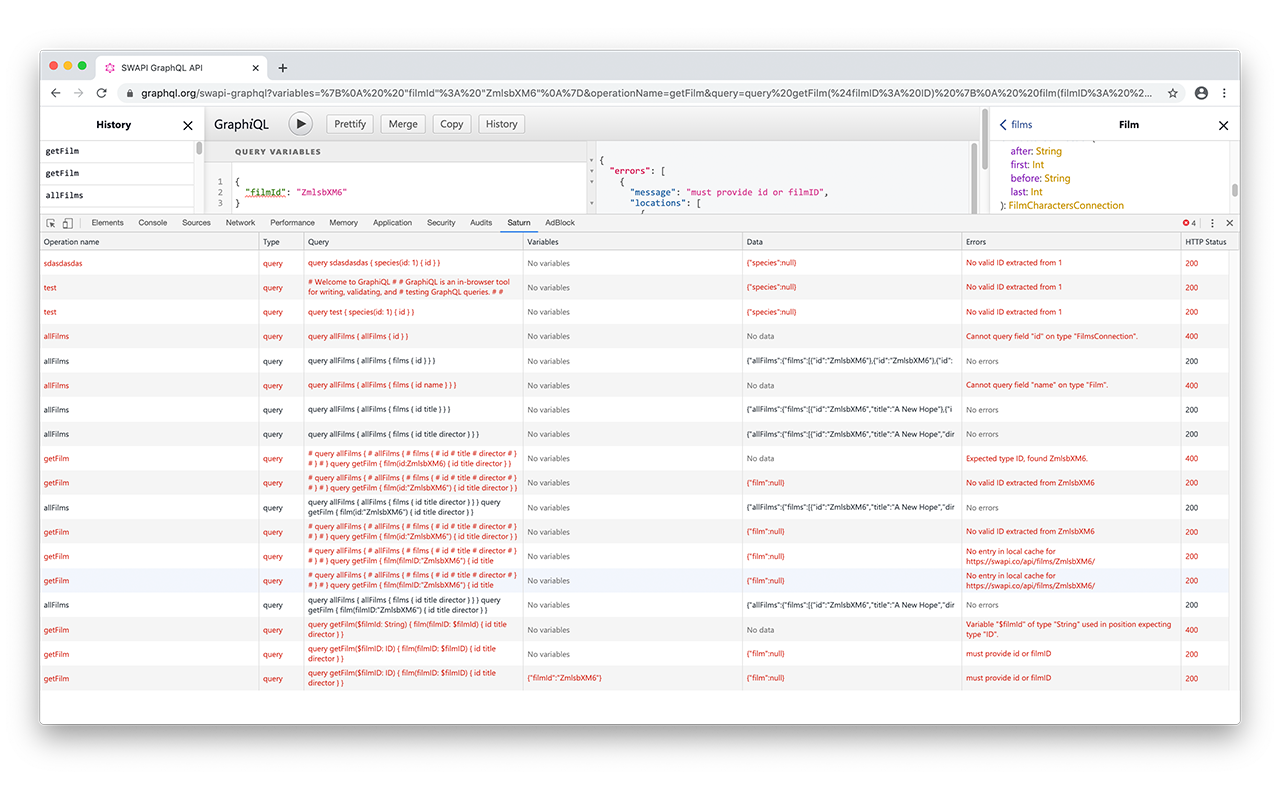 SWAPI GraphQL API
graphql.org/swapi-graphql?variables=%7B%0A%20%20"filmId"%3A%20"ZmlsbXM6"%0A%7D&operationName=getFilm&query=query%20getFilm(%24filmID%3A%20ID)%20%7B%0A%20%20film(filmID%3A%20%2...
History
GraphiQL
Prettify
Merge
Copy
History
films
Film
getFilm
getFilm
allFilms
QUERY VARIABLES
1 {
2 "filmId": "ZmlsbXM6"
3 }
{
"errors": [
{
"message": "must provide id or filmID",
"locations": [
after: String
first: Int
before: String
last: Int
): FilmCharactersConnection
Elements Console Sources Network Performance Memory Application Security Audits Saturn AdBlock 4
Operation name Type Query Variables Data Errors HTTP Status
sdasdasdas query query sdasdasdas { species(id: 1) { id } } No variables {"species":null} No valid ID extracted from 1 200
test query # Welcome to GraphiQL # # GraphiQL is an in-browser tool
for writing, validating, and # testing GraphQL queries. # # No variables {"species":null} No valid ID extracted from 1 200
test query query test { species(id: 1) { id } } No variables {"species":null} No valid ID extracted from 1 200
allFilms query query allFilms { allFilms { id } } No variables No data Cannot query field "id" on type "FilmsConnection". 400
allFilms query query allFilms { allFilms { films { id } } } No variables {"allFilms":{"films":[{"id":"ZmlsbXM6"},{"id":"ZmlsbXM6"},{"id": No errors 200
allFilms query query allFilms { allFilms { films { id name } } } No variables No data Cannot query field "name" on type "Film". 400
allFilms query query allFilms { allFilms { films { id title } } } No variables {"allFilms":{"films":[{"id":"ZmlsbXM6","title":"A New Hope"},{"i No errors 200
allFilms query query allFilms { allFilms { films { id title director } } } No variables {"allFilms":{"films":[{"id":"ZmlsbXM6","title":"A New Hope","dir No errors 200
getFilm query # query allFilms { # allFilms { # films { # id # title # director # }
# } # } query getFilm { film(id:ZmlsbXM6) { id title director } } No variables No data Expected type ID, found ZmlsbXM6. 400
getFilm query # query allFilms { # allFilms { # films { # id # title # director # }
# } # } query getFilm { film(id:"ZmlsbXM6") { id title director } } No variables {"film":null} No valid ID extracted from ZmlsbXM6 200
allFilms query query allFilms { allFilms { films { id title director } } } query
getFilm { film(id:"ZmlsbXM6") { id title director } } No variables {"allFilms":{"films":[{"id":"ZmlsbXM6","title":"A New Hope","dir No errors 200
getFilm query # query allFilms { # allFilms { # films { # id # title # director # }
# } # } query getFilm { film(id:"ZmlsbXM6") { id title director } } No variables {"film":null} No valid ID extracted from ZmlsbXM6 200
getFilm query # query allFilms { # allFilms { # films { # id # title # director # }
# } # } query getFilm { film(filmID:"ZmlsbXM6") { id title No variables {"film":null} No entry in local cache for
https://swapi.co/api/films/ZmlsbXM6/ 200
getFilm query # query allFilms { # allFilms { # films { # id # title # director # }
# } # } query getFilm { film(filmID:"ZmlsbXM6") { id title No variables {"film":null} No entry in local cache for
https://swapi.co/api/films/ZmlsbXM6/ 200
allFilms query query allFilms { allFilms { films { id title director } } } query
getFilm { film(filmID:"ZmlsbXM6") { id title director } } No variables {"allFilms":{"films":[{"id":"ZmlsbXM6","title":"A New Hope","dir No errors 200
getFilm query query getFilm($filmId: String) { film(filmID: $filmId) { id title
director } } No variables No data Variable "$filmId" of type "String" used in position expecting
type "ID". 400
getFilm query query getFilm($filmID: ID) { film(filmID: $filmID) { id title
director } } No variables {"film":null} must provide id or filmID 200
getFilm query query getFilm($filmID: ID) { film(filmID: $filmID) { id title
director } } {"filmId":"ZmlsbXM6"} {"film":null} must provide id or filmID 200